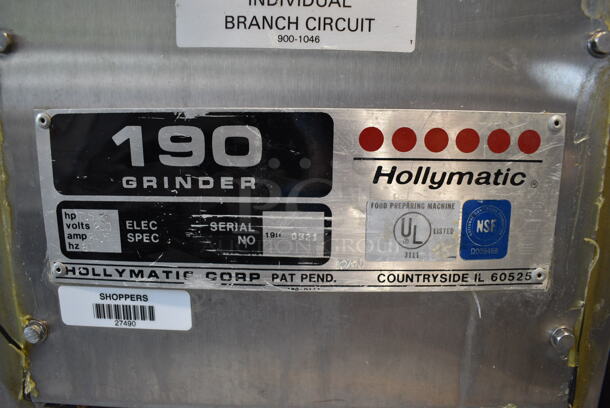 INDIVIDUAL
BRANCH CIRCUIT
900-1046
190
GRINDER
Hollymatic®
hp
volts
amp
hz
ELEC
SPEC
SERIAL
NO
FOOD PREPARING MACHINE
UL
LISTED
3111
NSF
HOLLYMATIC CORP PAT PEND. COUNTRYSIDE IL 60525
SHOPPERS
27490